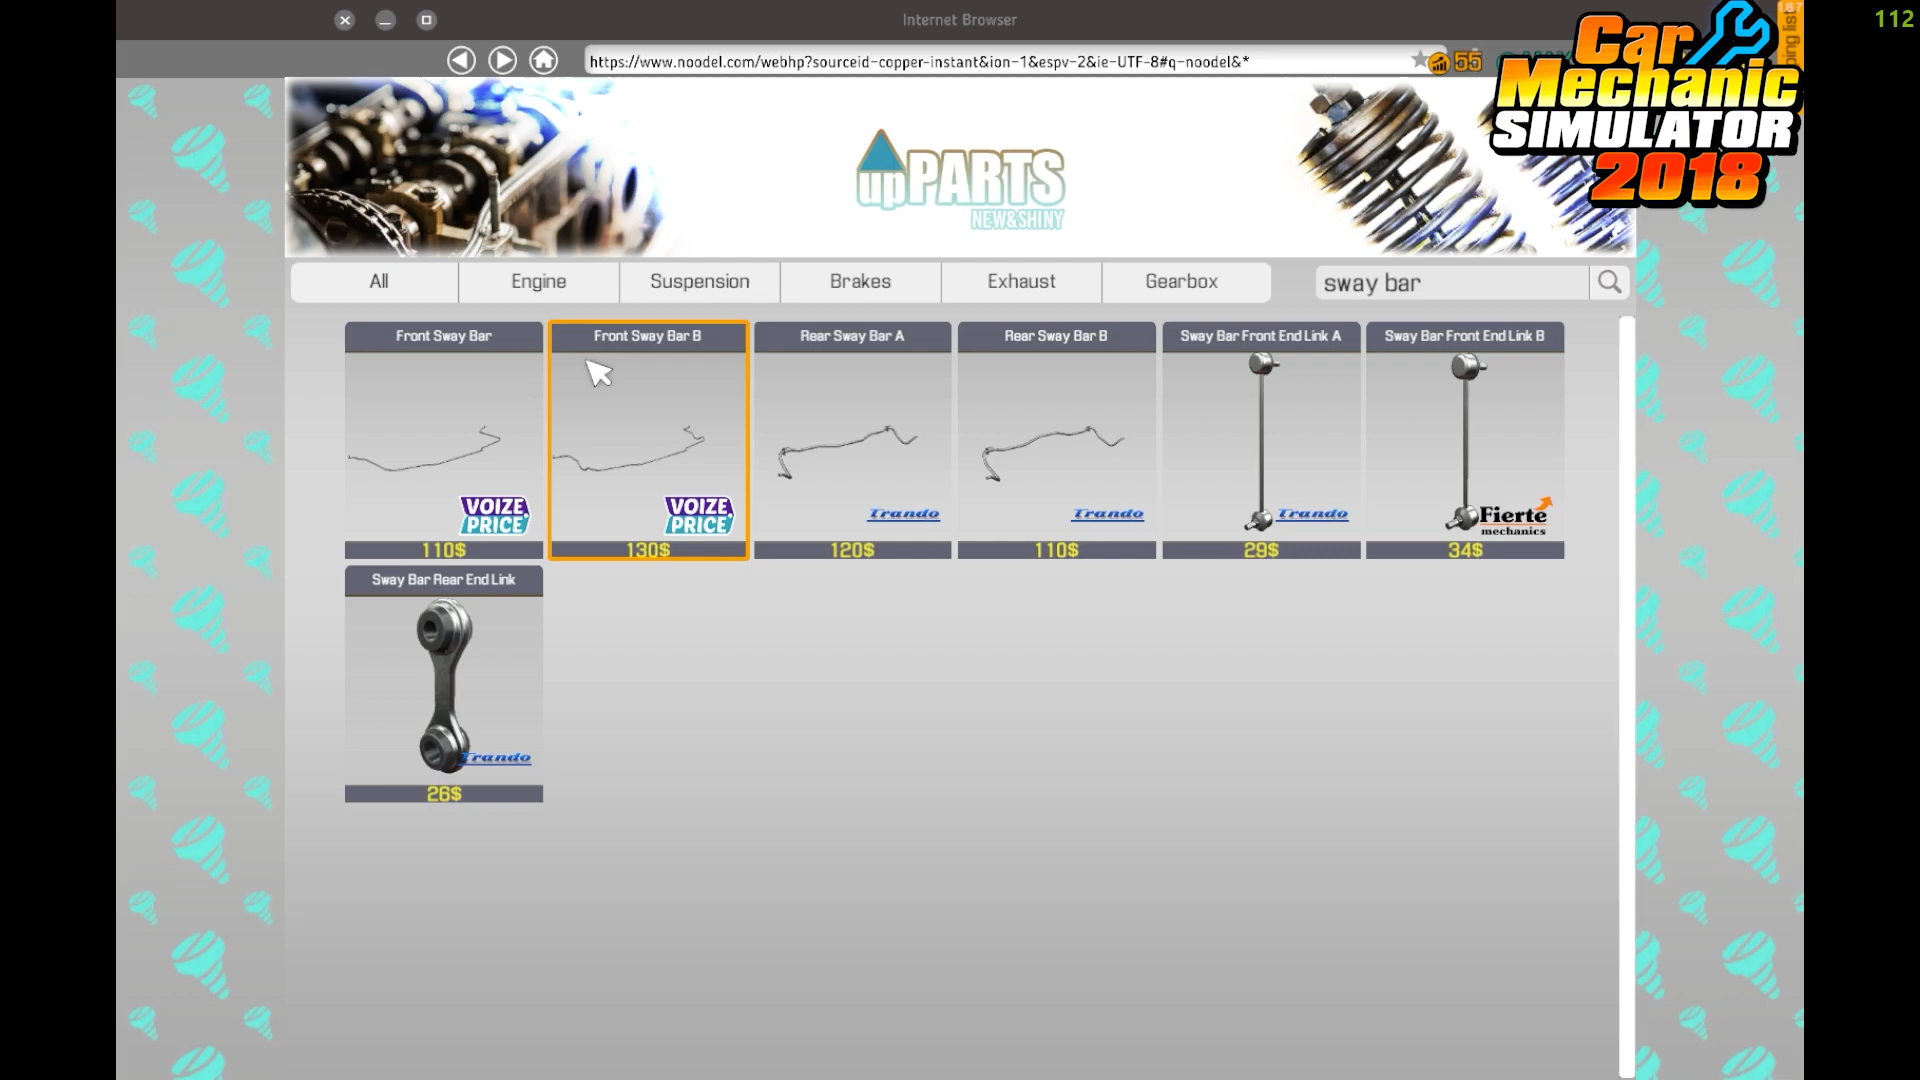 Internet Browser
112
https://www.noodel.com/webhp?sourceid-copper-instant&ion-1&espv-2&ie-UTF-8#q-noodel&*
55
Car
Mechanic
SIMULATOR
2018
upPARTS
NEW&SHINY
All
Engine
Suspension
Brakes
Exhaust
Gearbox
sway bar
Front Sway Bar
Front Sway Bar B
Rear Sway Bar A
Rear Sway Bar B
Sway Bar Front End Link A
Sway Bar Front End Link B
VOIZE
PRICE
VOIZE
PRICE
Trando
Trando
Trando
Fierte
mechanics
110$
130$
120$
110$
29$
34$
Sway Bar Rear End Link
Trando
26$